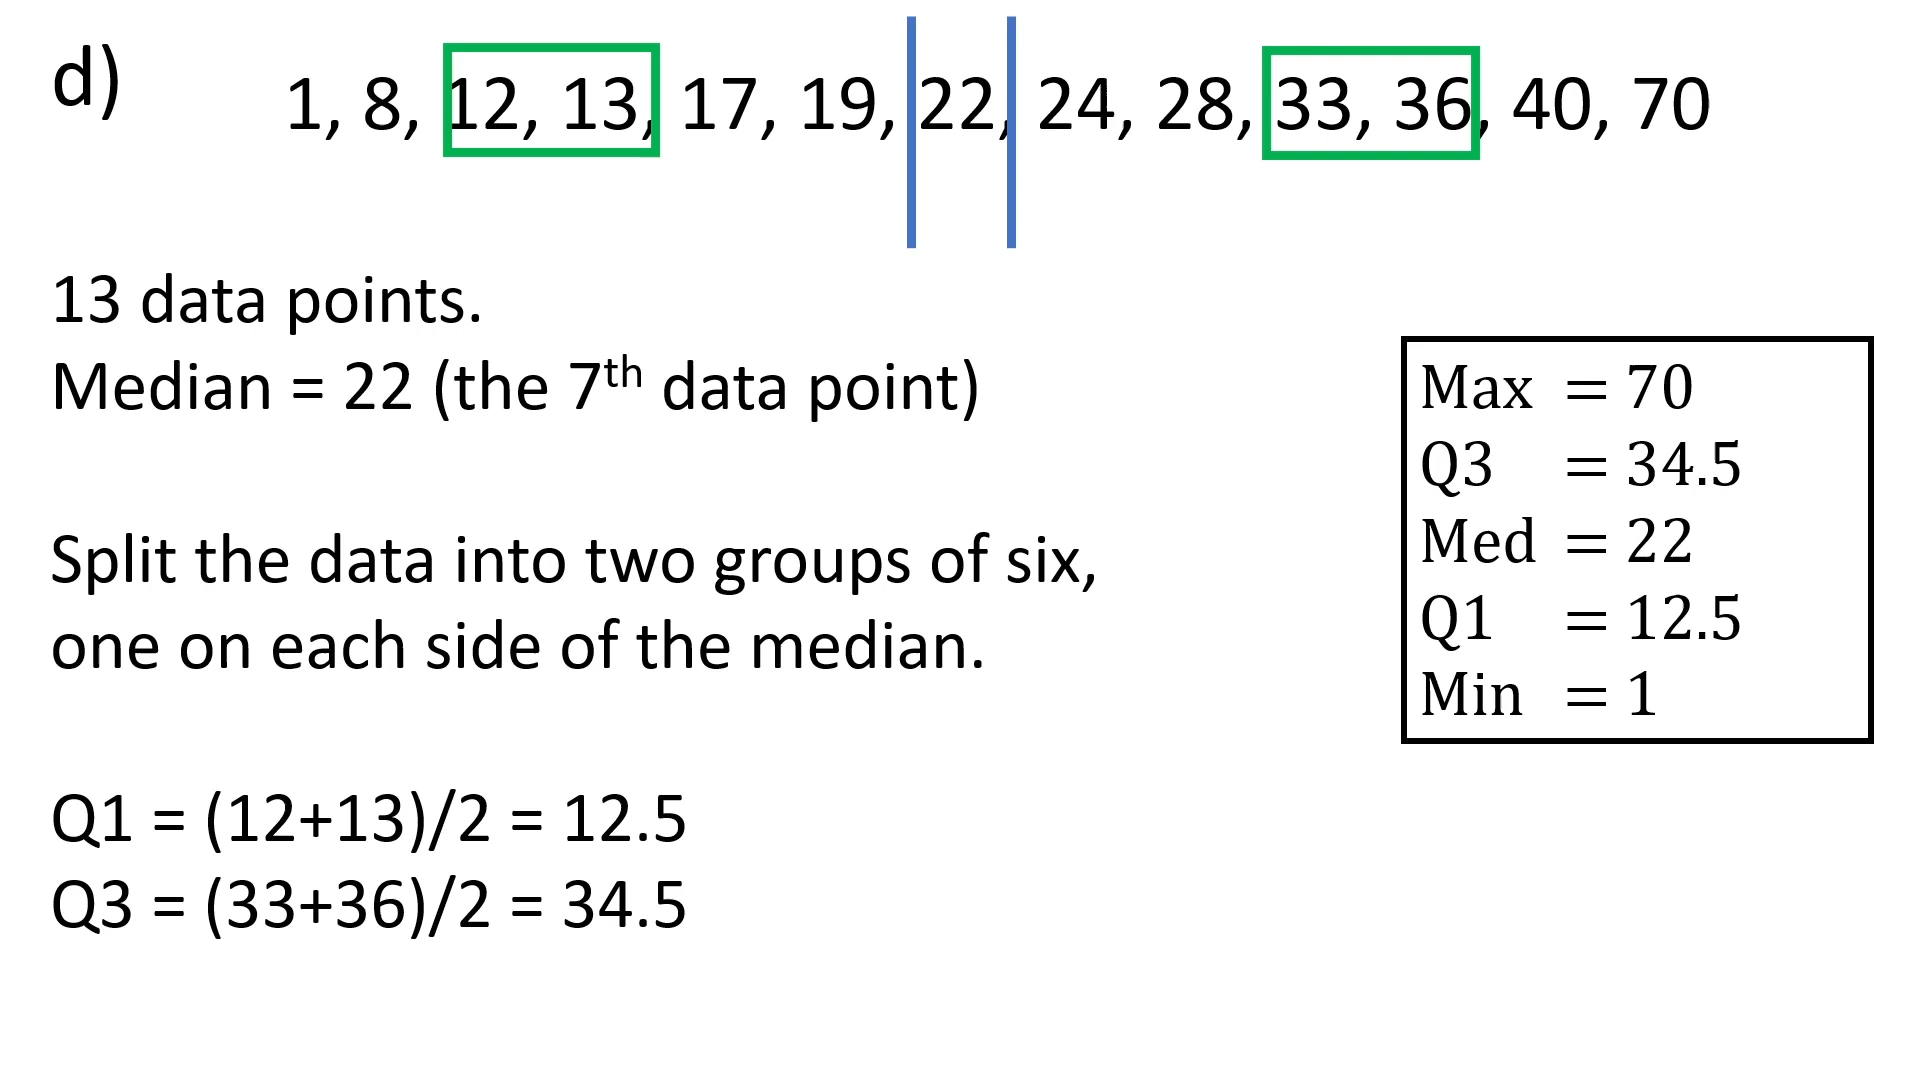 d)
1, 8, 12, 13, 17, 19, 22, 24, 28, 33, 36, 40, 70
13 data points.
Median = 22 (the 7th data point)
Split the data into two groups of six,
one on each side of the median.
Q1 = (12+13)/2 = 12.5
Q3 = (33+36)/2 = 34.5
Max = 70
Q3 = 34.5
Med = 22
Q1 = 12.5
Min = 1